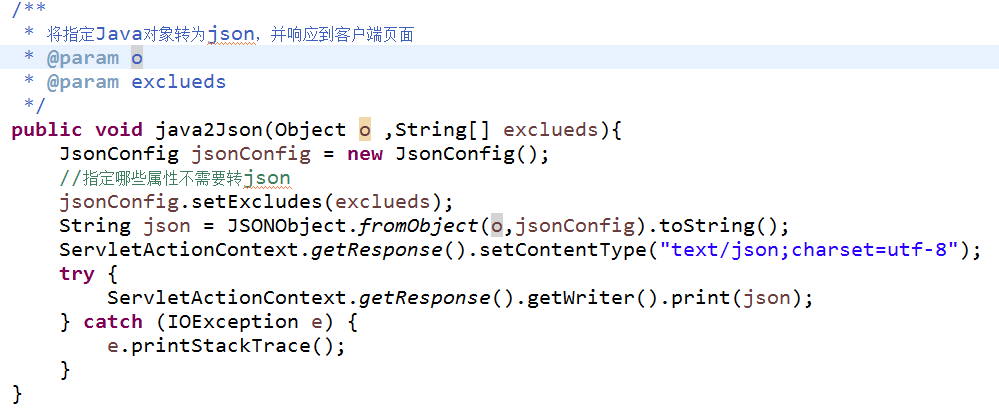 /**
 * 将指定Java对象转为json，并响应到客户端页面
 * @param o
 * @param exclueds
 */
public void java2Json(Object o ,String[] exclueds){
    JsonConfig jsonConfig = new JsonConfig();
    //指定哪些属性不需要转json
    jsonConfig.setExcludes(exclueds);
    String json = JSONObject.fromObject(o,jsonConfig).toString();
    ServletActionContext.getResponse().setContentType("text/json;charset=utf-8");
    try {
        ServletActionContext.getResponse().getWriter().print(json);
    } catch (IOException e) {
        e.printStackTrace();
    }
}